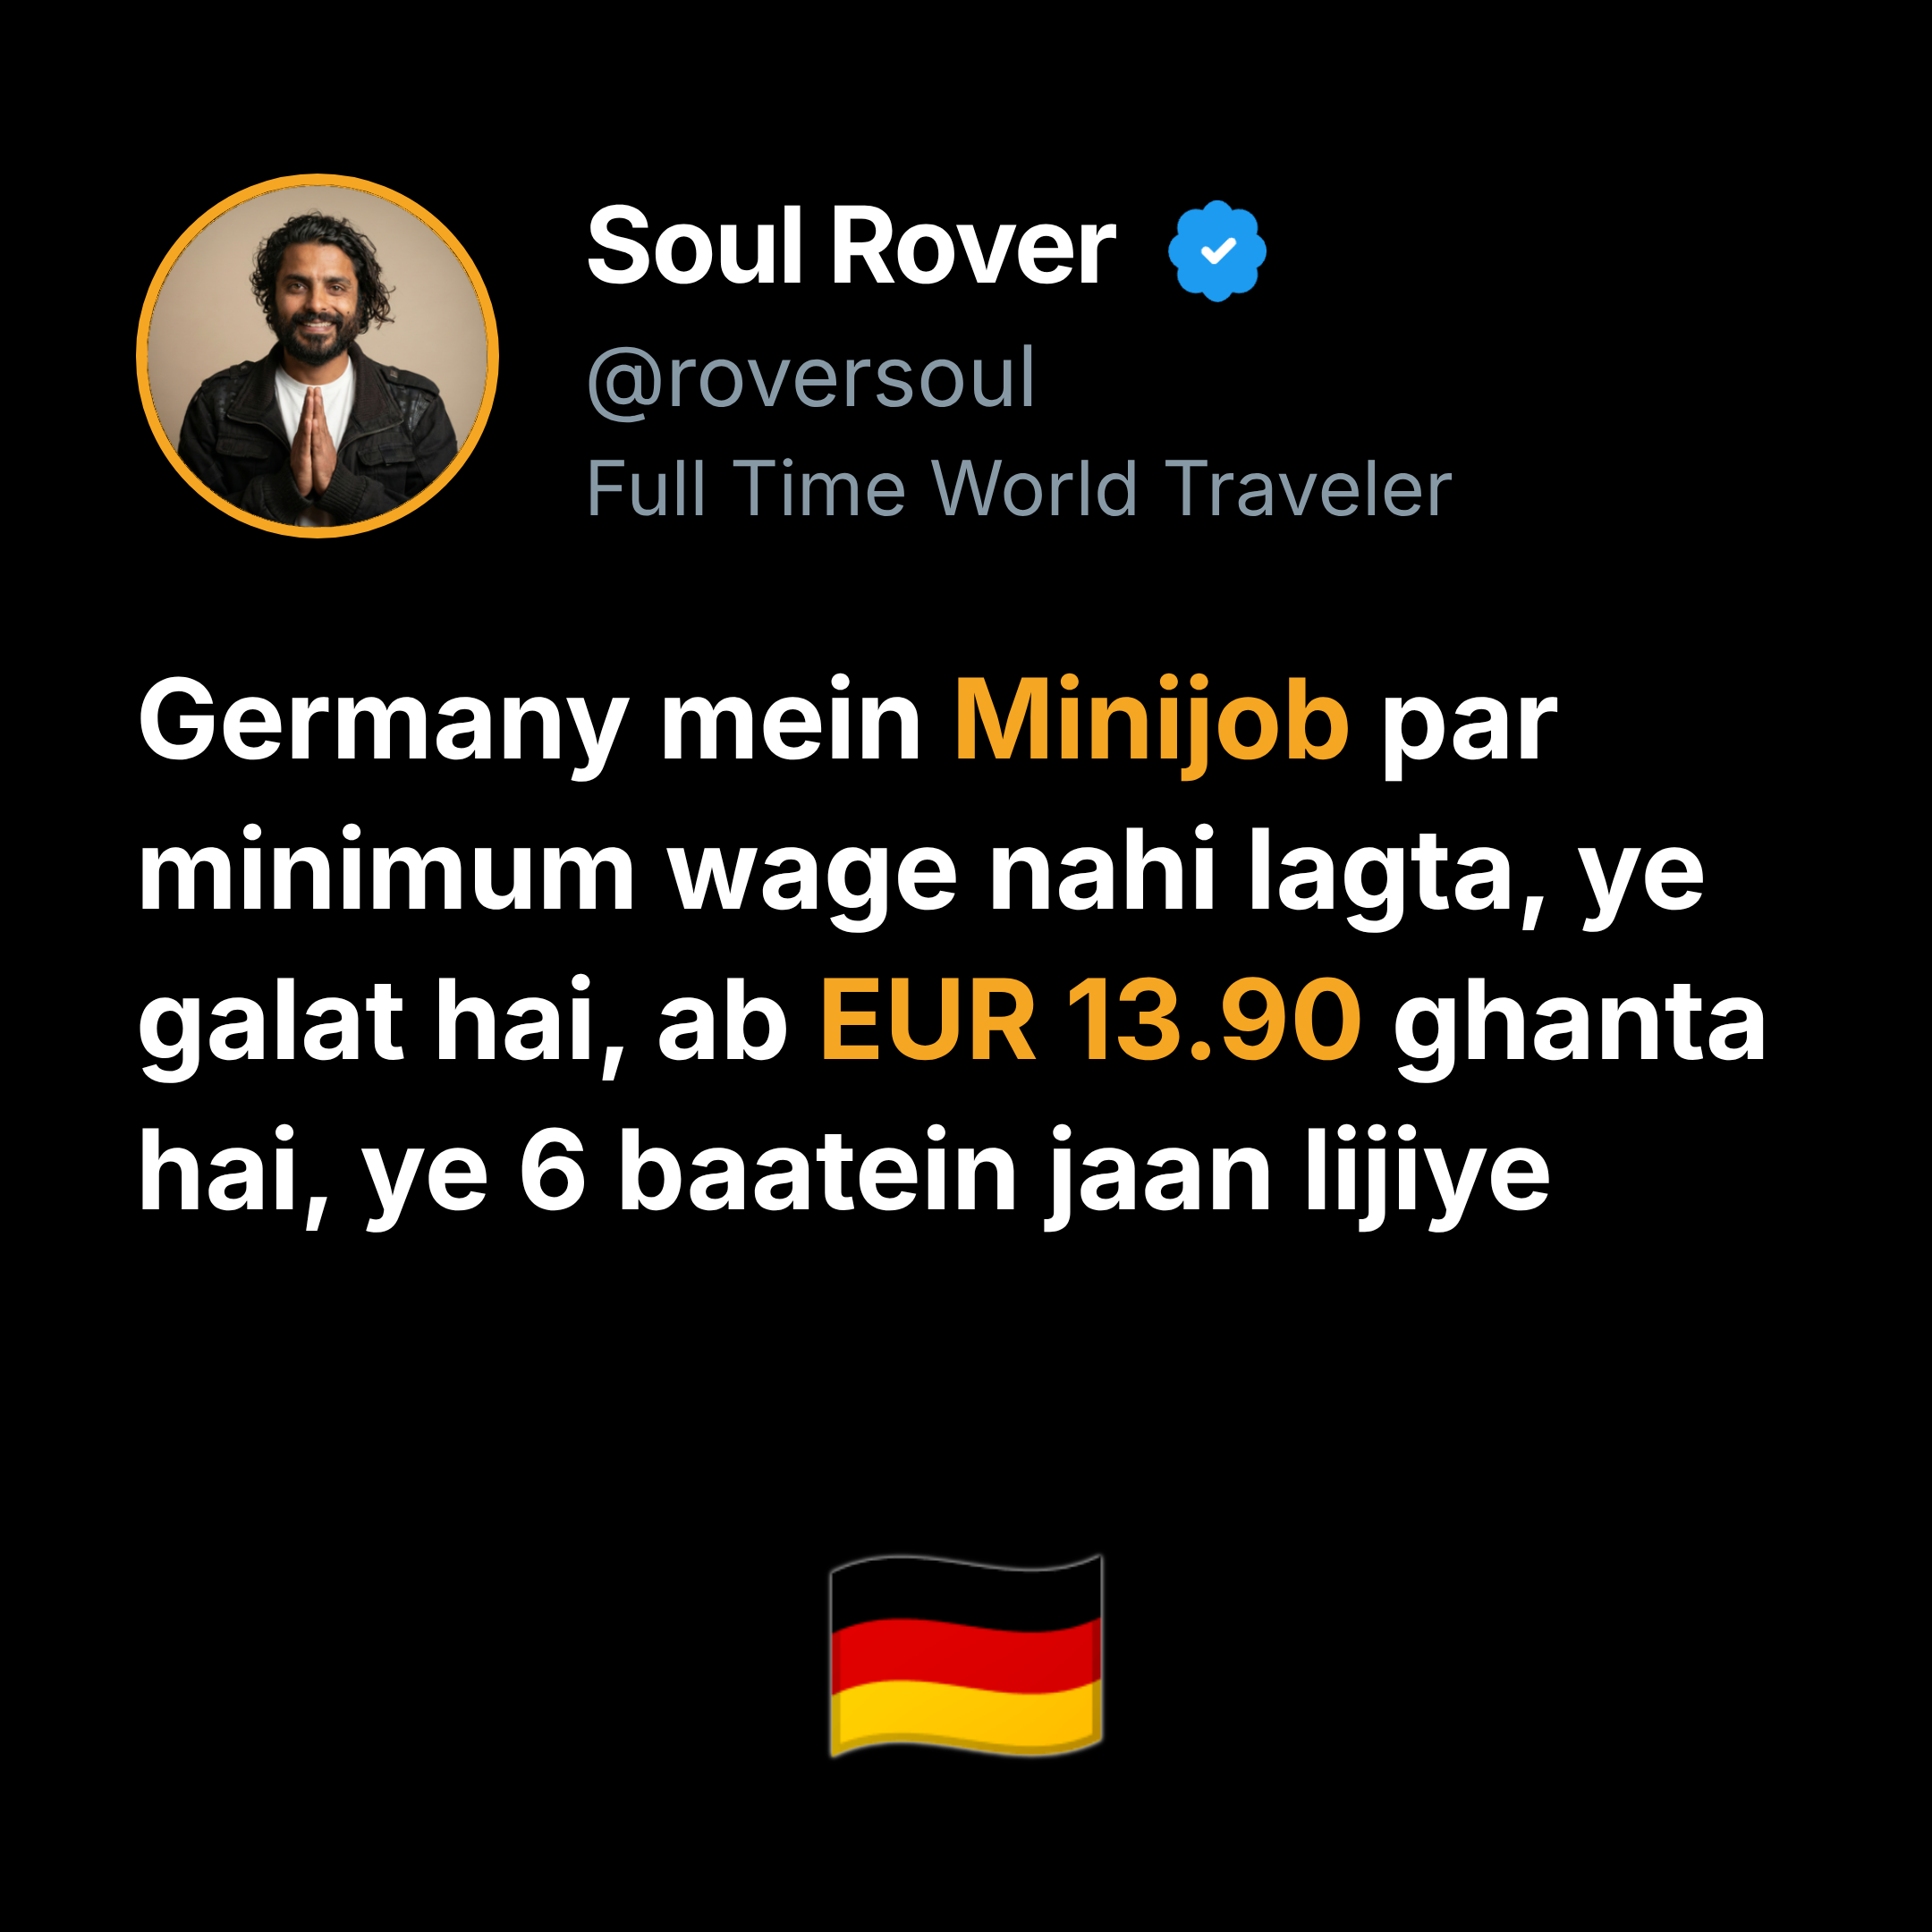 Soul Rover
@roversoul
Full Time World Traveler
Germany mein Minijob par
minimum wage nahi lagta, ye
galat hai, ab EUR 13.90 ghanta
hai, ye 6 baatein jaan lijiye